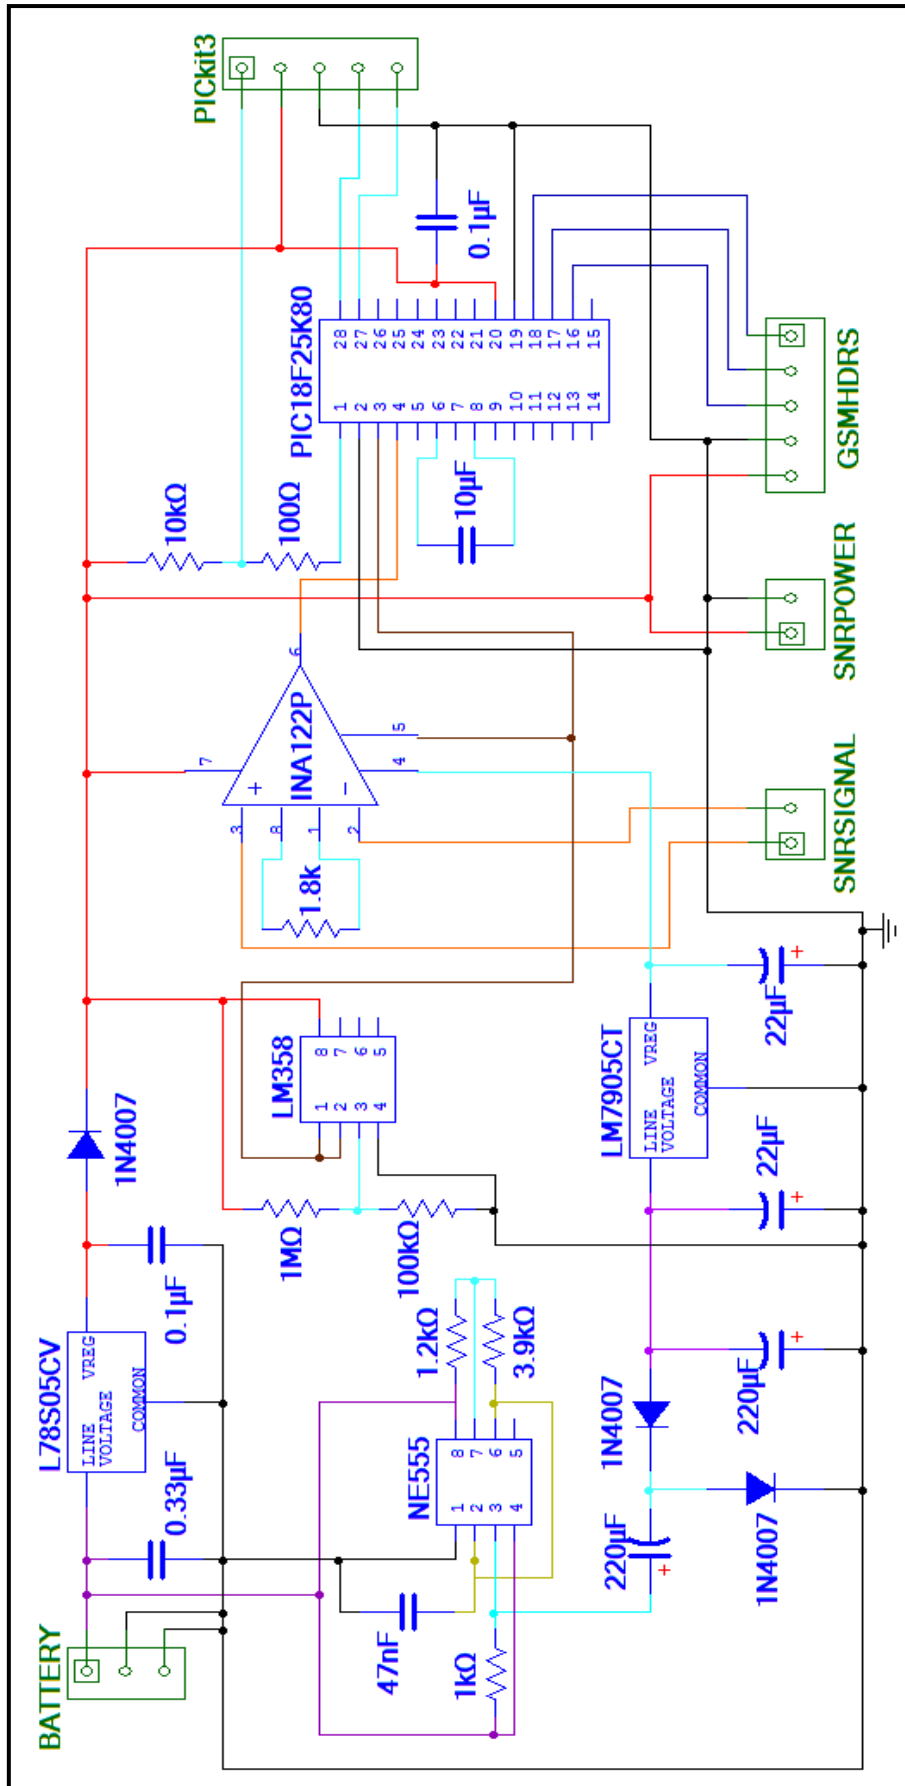 PICkit3
0.1µF
PIC18F25K80
28 27 26 25 24 23 22 21 20 19 18 17 16 15
1 2 3 4 5 6 7 8 9 10 11 12 13 14
GSMHDRS
10kΩ
100Ω
10µF
SNRPOWER
INA122P
+
−
7
6
5
4
3
8
1
2
1.8k
SNRSIGNAL
LM358
8 7 6 5
1 2 3 4
1N4007
1MΩ
100kΩ
LM7905CT
LINE VREG
VOLTAGE
COMMON
22µF
+
22µF
+
L78S05CV
LINE VREG
VOLTAGE
COMMON
0.1µF
0.33µF
1.2kΩ
3.9kΩ
NE555
8 7 6 5
1 2 3 4
1N4007
220µF
+
1N4007
220µF
+
BATTERY
47nF
1kΩ